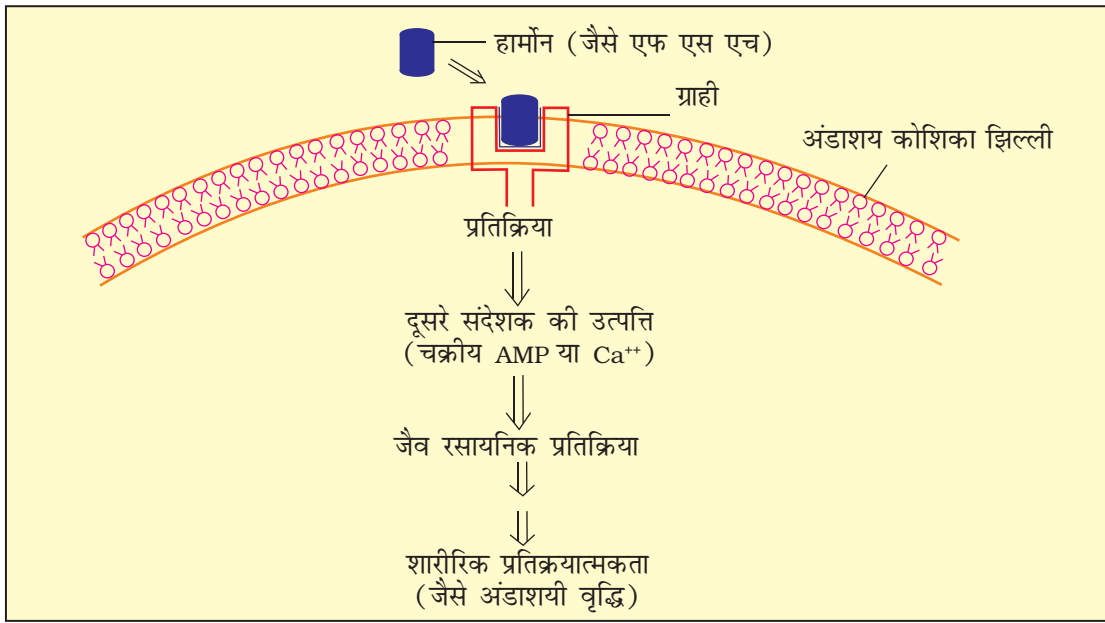 हार्मोन (जैसे एफ एस एच)
ग्राही
अंडाशय कोशिका झिल्ली
प्रतिक्रिया
दूसरे संदेशक की उत्पत्ति
(चक्रीय AMP या Ca⁺⁺)
जैव रसायनिक प्रतिक्रिया
शारीरिक प्रतिक्रयात्मकता
(जैसे अंडाशयी वृद्धि)